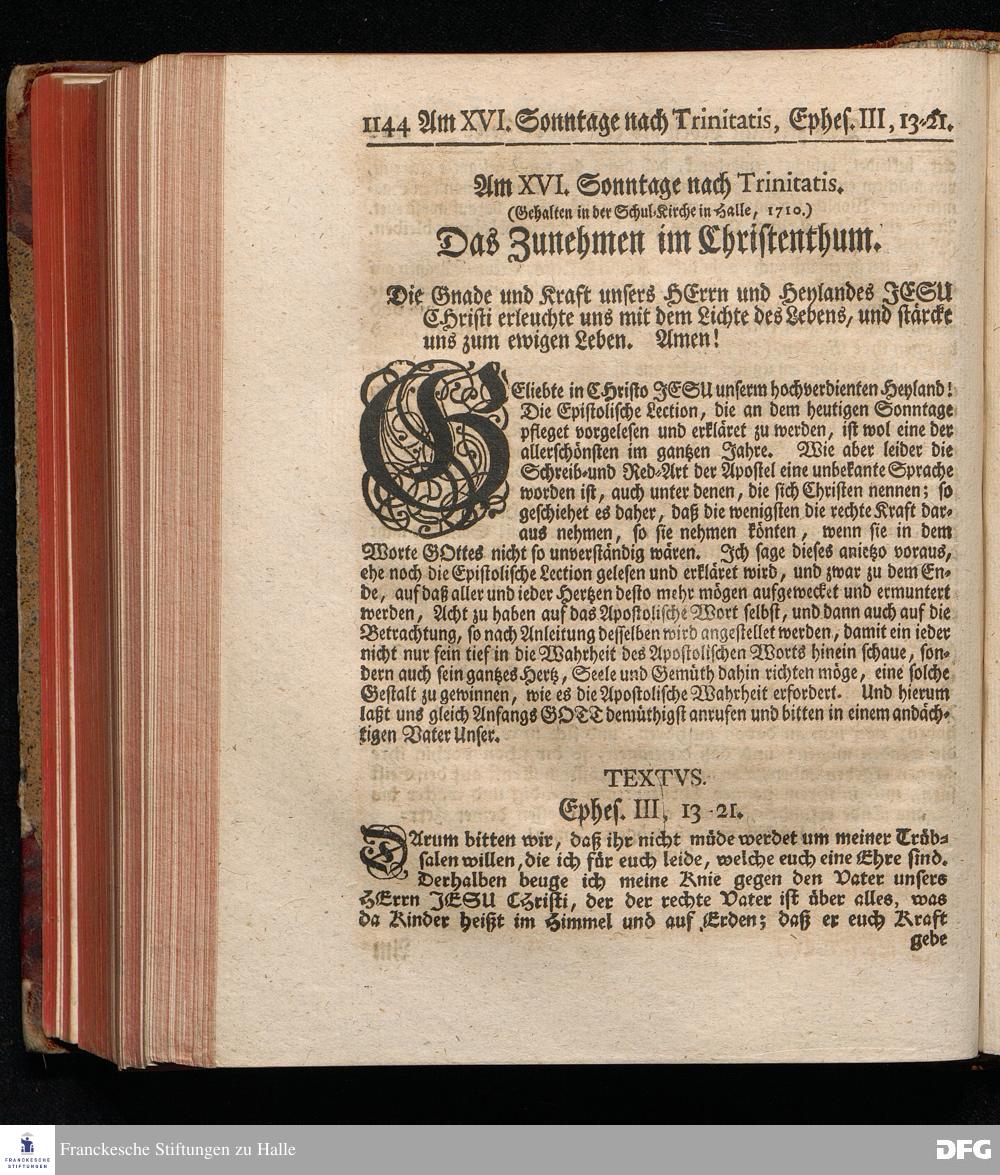 1144 Am XVI. Sonntage nach Trinitatis, Ephes. III, 13-21.
Am XVI. Sonntage nach Trinitatis.
(Gehalten in der Schul-Kirche in Halle, 1710.)
Das Zunehmen im Christenthum.
Die Gnade und Kraft unsers HErrn und Heylandes JESU
CHristi erleuchte uns mit dem Lichte des Lebens, und stärcke
uns zum ewigen Leben. Amen!
GEliebte in CHristo JESU unserm hochverdienten Heyland!
Die Epistolische Lection, die an dem heutigen Sonntage
pfleget vorgelesen und erkläret zu werden, ist wol eine der
allerschönsten im gantzen Jahre. Wie aber leider die
Schreib-und Red-Art der Apostel eine unbekante Sprache
worden ist, auch unter denen, die sich Christen nennen; so
geschiehet es daher, daß die wenigsten die rechte Kraft dar-
aus nehmen, so sie nehmen könten, wenn sie in dem
Worte GOttes nicht so unverständig wären. Ich sage dieses anietzo voraus,
ehe noch die Epistolische Lection gelesen und erkläret wird, und zwar zu dem En-
de, auf daß aller und ieder Hertzen desto mehr mögen aufgewecket und ermuntert
werden, Acht zu haben auf das Apostolische Wort selbst, und dann auch auf die
Betrachtung, so nach Anleitung desselben wird angestellet werden, damit ein ieder
nicht nur fein tief in die Wahrheit des Apostolischen Worts hinein schaue, son-
dern auch sein gantzes Hertz, Seele und Gemüth dahin richten möge, eine solche
Gestalt zu gewinnen, wie es die Apostolische Wahrheit erfordert. Und hierum
laßt uns gleich Anfangs GOTT demüthigst anrufen und bitten in einem andäch-
tigen Vater Unser.
TEXTVS.
Ephes. III, 13-21.
DArum bitten wir, daß ihr nicht müde werdet um meiner Trüb-
salen willen, die ich für euch leide, welche euch eine Ehre sind.
Derhalben beuge ich meine Knie gegen den Vater unsers
HErrn JESU CHristi, der der rechte Vater ist über alles, was
da Kinder heißt im Himmel und auf Erden; daß er euch Kraft
gebe
FRANCKESCHE
STIFTUNGEN
Franckesche Stiftungen zu Halle
DFG